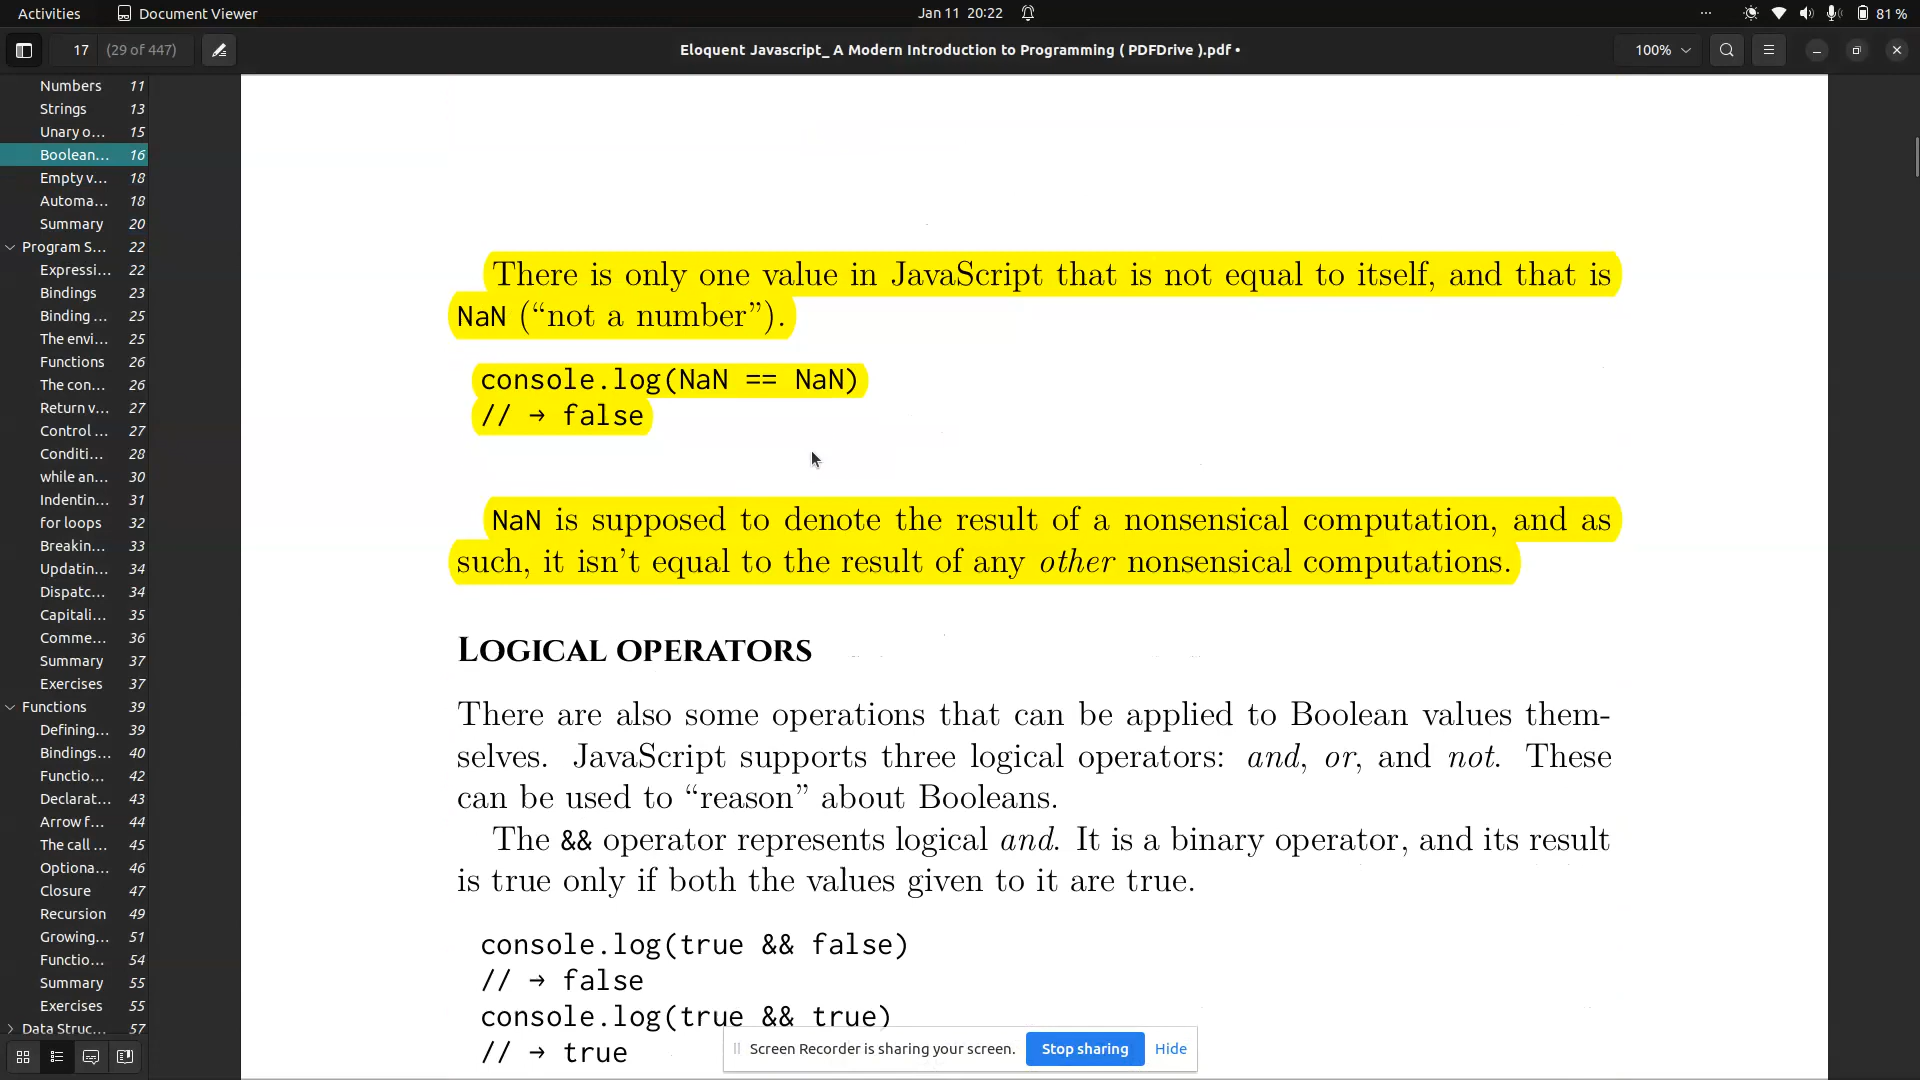 Activities
Document Viewer
Jan 11 20:22
81 %
17 (29 of 447)
Eloquent Javascript_ A Modern Introduction to Programming ( PDFDrive ).pdf •
100%
Numbers 11
Strings 13
Unary o… 15
Boolean… 16
Empty v… 18
Automa… 18
Summary 20
Program S… 22
Expressi… 22
Bindings 23
Binding … 25
The envi… 25
Functions 26
The con… 26
Return v… 27
Control … 27
Conditi… 28
while an… 30
Indentin… 31
for loops 32
Breakin… 33
Updatin… 34
Dispatc… 34
Capitali… 35
Comme… 36
Summary 37
Exercises 37
Functions 39
Defining… 39
Bindings… 40
Functio… 42
Declarat… 43
Arrow f… 44
The call … 45
Optiona… 46
Closure 47
Recursion 49
Growing… 51
Functio… 54
Summary 55
Exercises 55
Data Struc… 57
There is only one value in JavaScript that is not equal to itself, and that is
NaN (“not a number”).
console.log(NaN == NaN)
// → false
NaN is supposed to denote the result of a nonsensical computation, and as
such, it isn’t equal to the result of any other nonsensical computations.
LOGICAL OPERATORS
There are also some operations that can be applied to Boolean values them-
selves. JavaScript supports three logical operators: and, or, and not. These
can be used to “reason” about Booleans.
The && operator represents logical and. It is a binary operator, and its result
is true only if both the values given to it are true.
console.log(true && false)
// → false
console.log(true && true)
// → true
Screen Recorder is sharing your screen.
Stop sharing
Hide